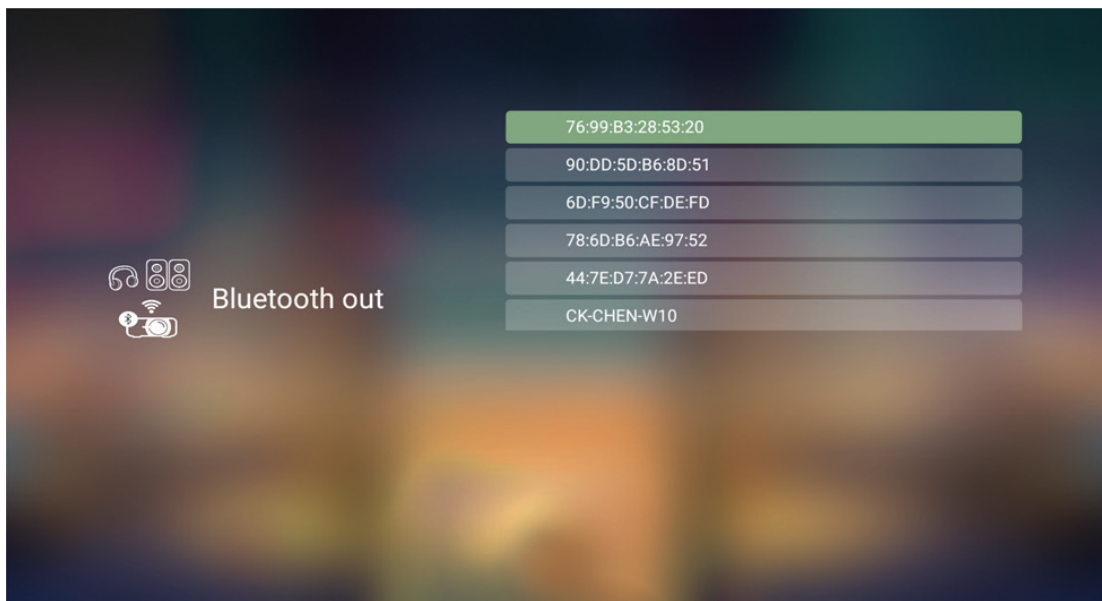 76:99:B3:28:53:20
90:DD:5D:B6:8D:51
6D:F9:50:CF:DE:FD
78:6D:B6:AE:97:52
44:7E:D7:7A:2E:ED
CK-CHEN-W10
Bluetooth out